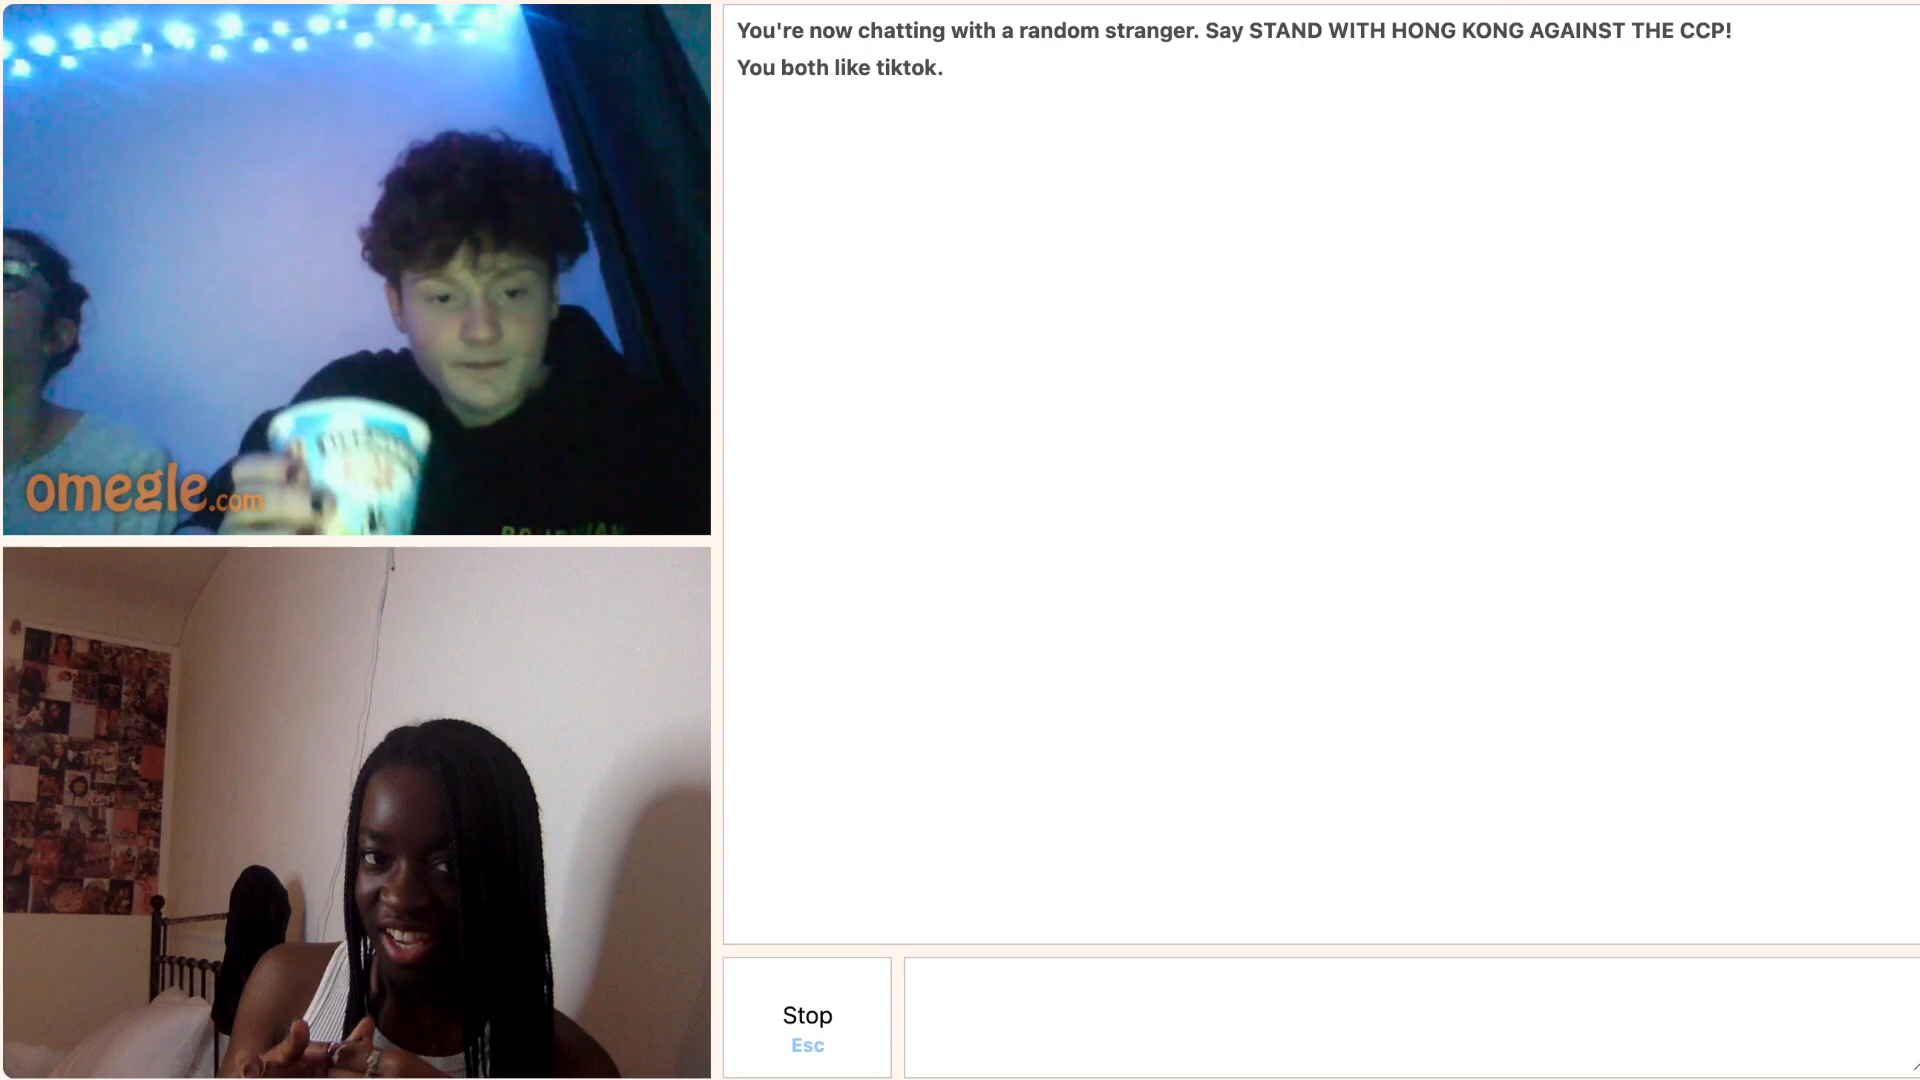 You're now chatting with a random stranger. Say STAND WITH HONG KONG AGAINST THE CCP!
You both like tiktok.
omegle.com
Stop
Esc